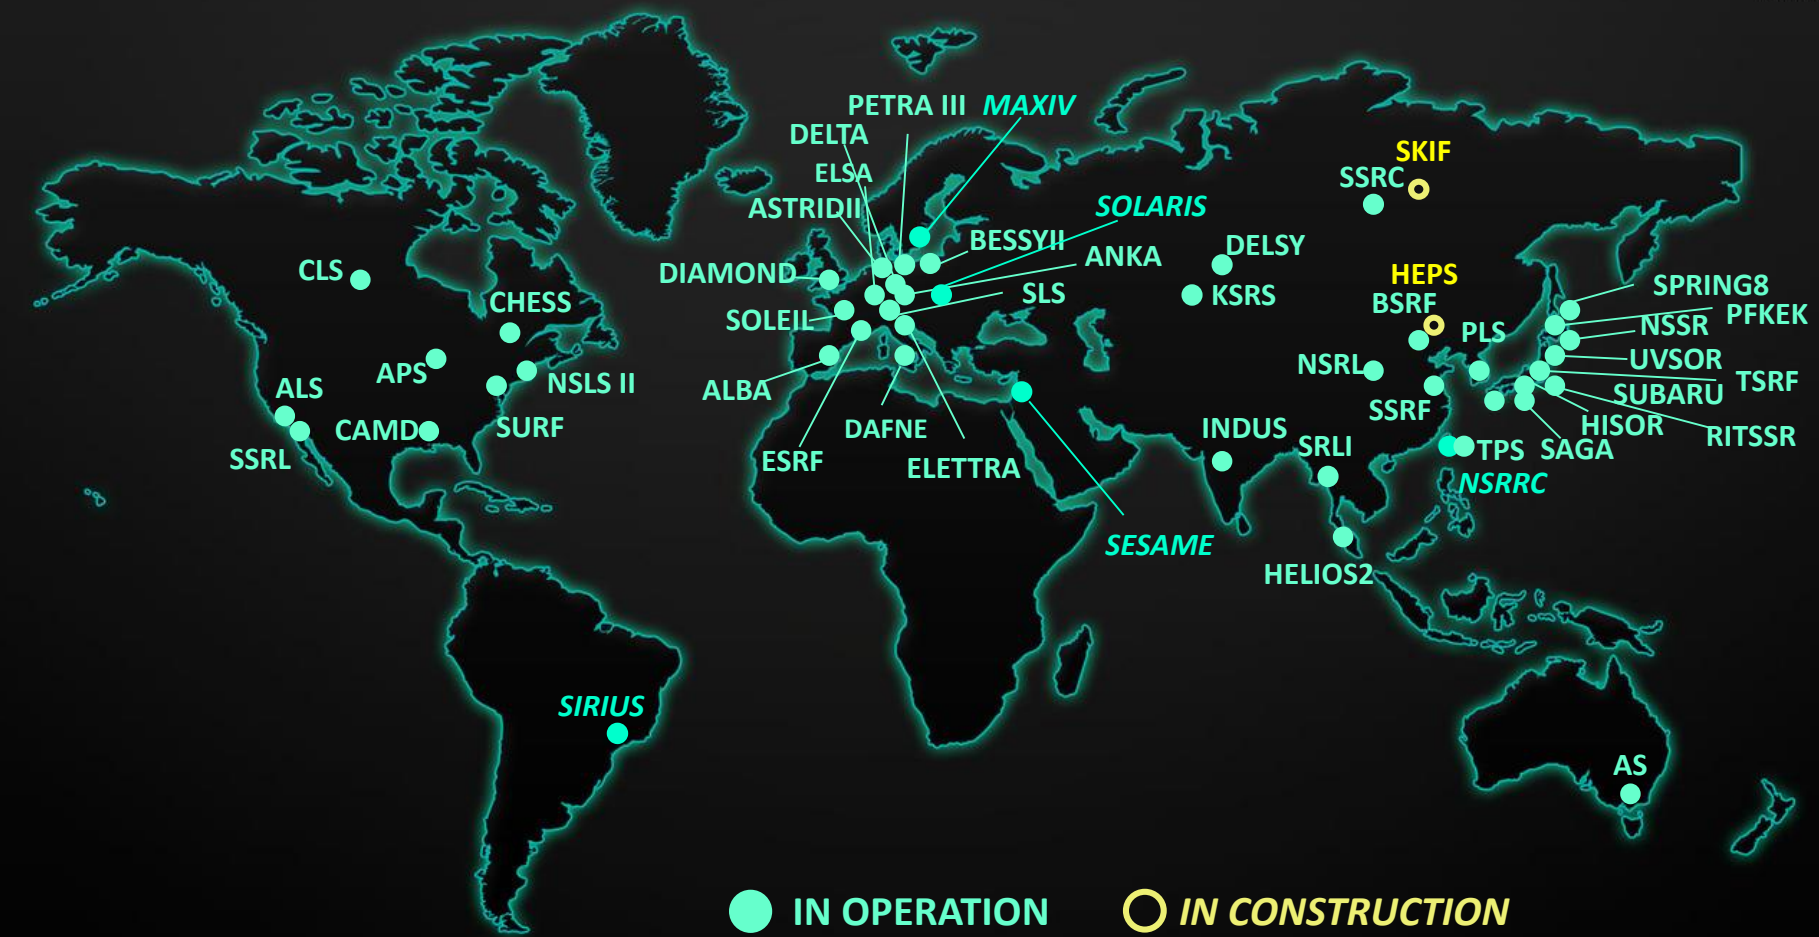 PETRA III
MAXIV
DELTA
ELSA
ASTRIDII
SKIF
SSRC
SOLARIS
BESSYII
ANKA
DELSY
DIAMOND
CLS
HEPS
BSRF
KSRS
SLS
SPRING8
PFKEK
CHESS
SOLEIL
NSSR
PLS
UVSOR
NSRL
APS
NSLS II
TSRF
ALS
ALBA
SUBARU
SSRF
HISOR
RITSSR
CAMD
SURF
DAFNE
INDUS
SRLI
TPS
SAGA
SSRL
ESRF
ELETTRA
NSRRC
SESAME
HELIOS2
SIRIUS
AS
IN OPERATION
IN CONSTRUCTION